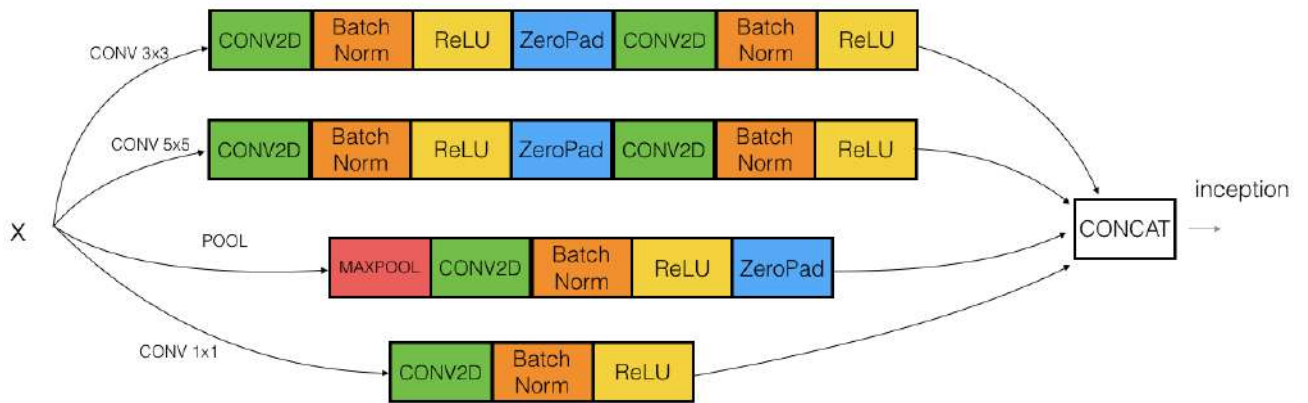 CONV 3x3
CONV2D
Batch
Norm
ReLU
ZeroPad
CONV2D
Batch
Norm
ReLU
CONV 5x5
CONV2D
Batch
Norm
ReLU
ZeroPad
CONV2D
Batch
Norm
ReLU
X
POOL
MAXPOOL
CONV2D
Batch
Norm
ReLU
ZeroPad
CONV 1x1
CONV2D
Batch
Norm
ReLU
CONCAT
inception